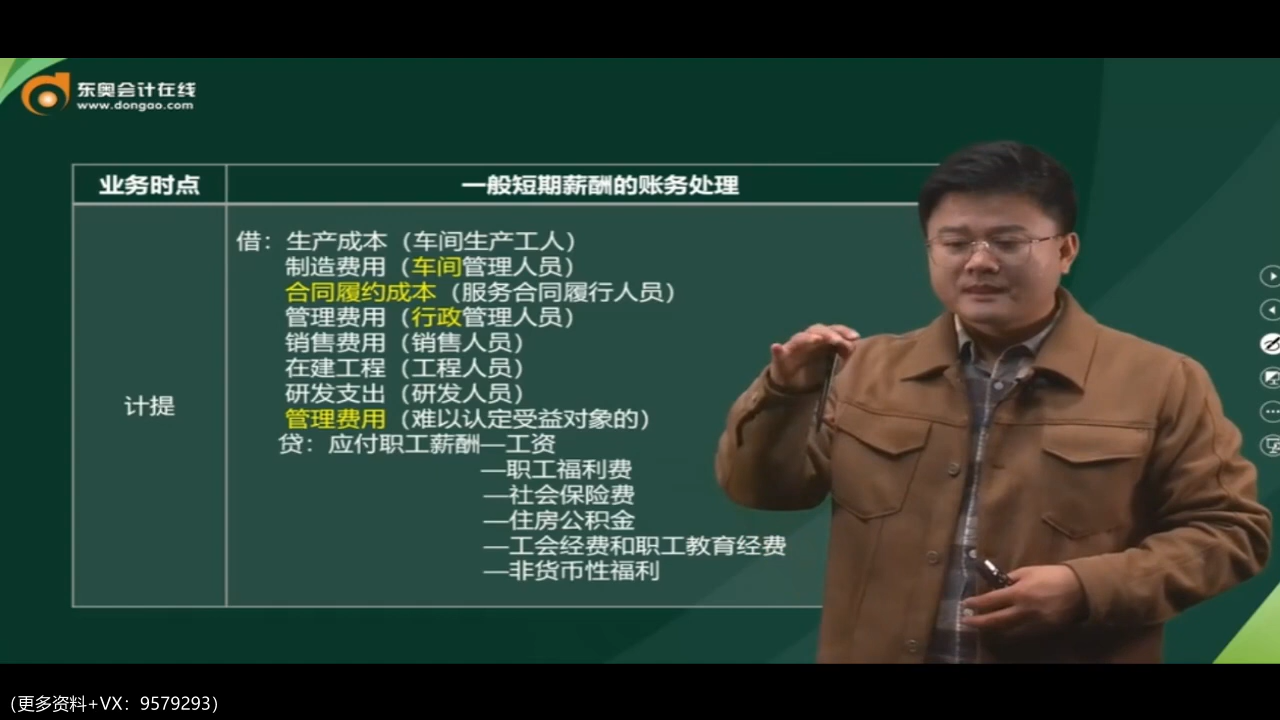 东奥会计在线
www.dongao.com
业务时点
一般短期薪酬的账务处理
计提
借：生产成本（车间生产工人）
制造费用（车间管理人员）
合同履约成本（服务合同履行人员）
管理费用（行政管理人员）
销售费用（销售人员）
在建工程（工程人员）
研发支出（研发人员）
管理费用（难以认定受益对象的）
贷：应付职工薪酬—工资
—职工福利费
—社会保险费
—住房公积金
—工会经费和职工教育经费
—非货币性福利
(更多资料+VX：9579293)